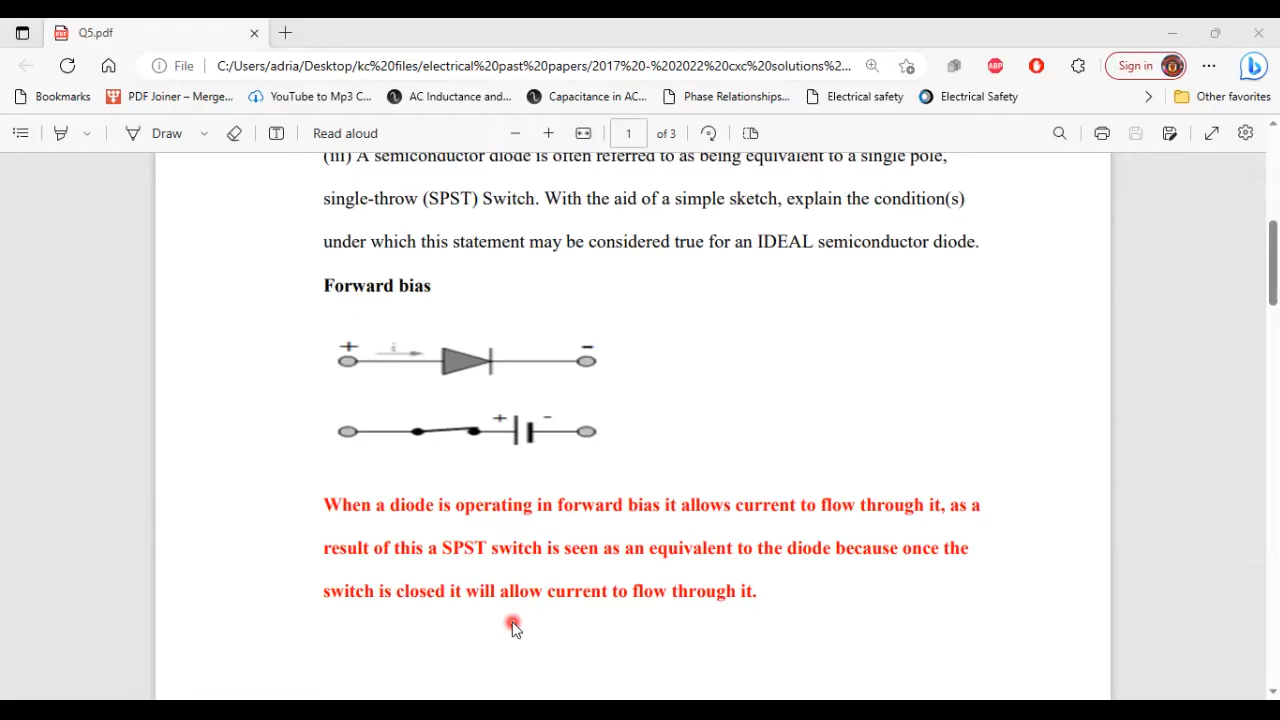 Q5.pdf
File
C:/Users/adria/Desktop/kc%20files/electrical%20past%20papers/2017%20-%202022%20cxc%20solutions%2...
Sign in
Bookmarks
PDF Joiner – Merge...
YouTube to Mp3 C...
AC Inductance and...
Capacitance in AC...
Phase Relationships...
Electrical safety
Electrical Safety
Other favorites
Draw
Read aloud
1 of 3
(iii) A semiconductor diode is often referred to as being equivalent to a single pole,
single-throw (SPST) Switch. With the aid of a simple sketch, explain the condition(s)
under which this statement may be considered true for an IDEAL semiconductor diode.
Forward bias
+ i -
+ -
When a diode is operating in forward bias it allows current to flow through it, as a
result of this a SPST switch is seen as an equivalent to the diode because once the
switch is closed it will allow current to flow through it.